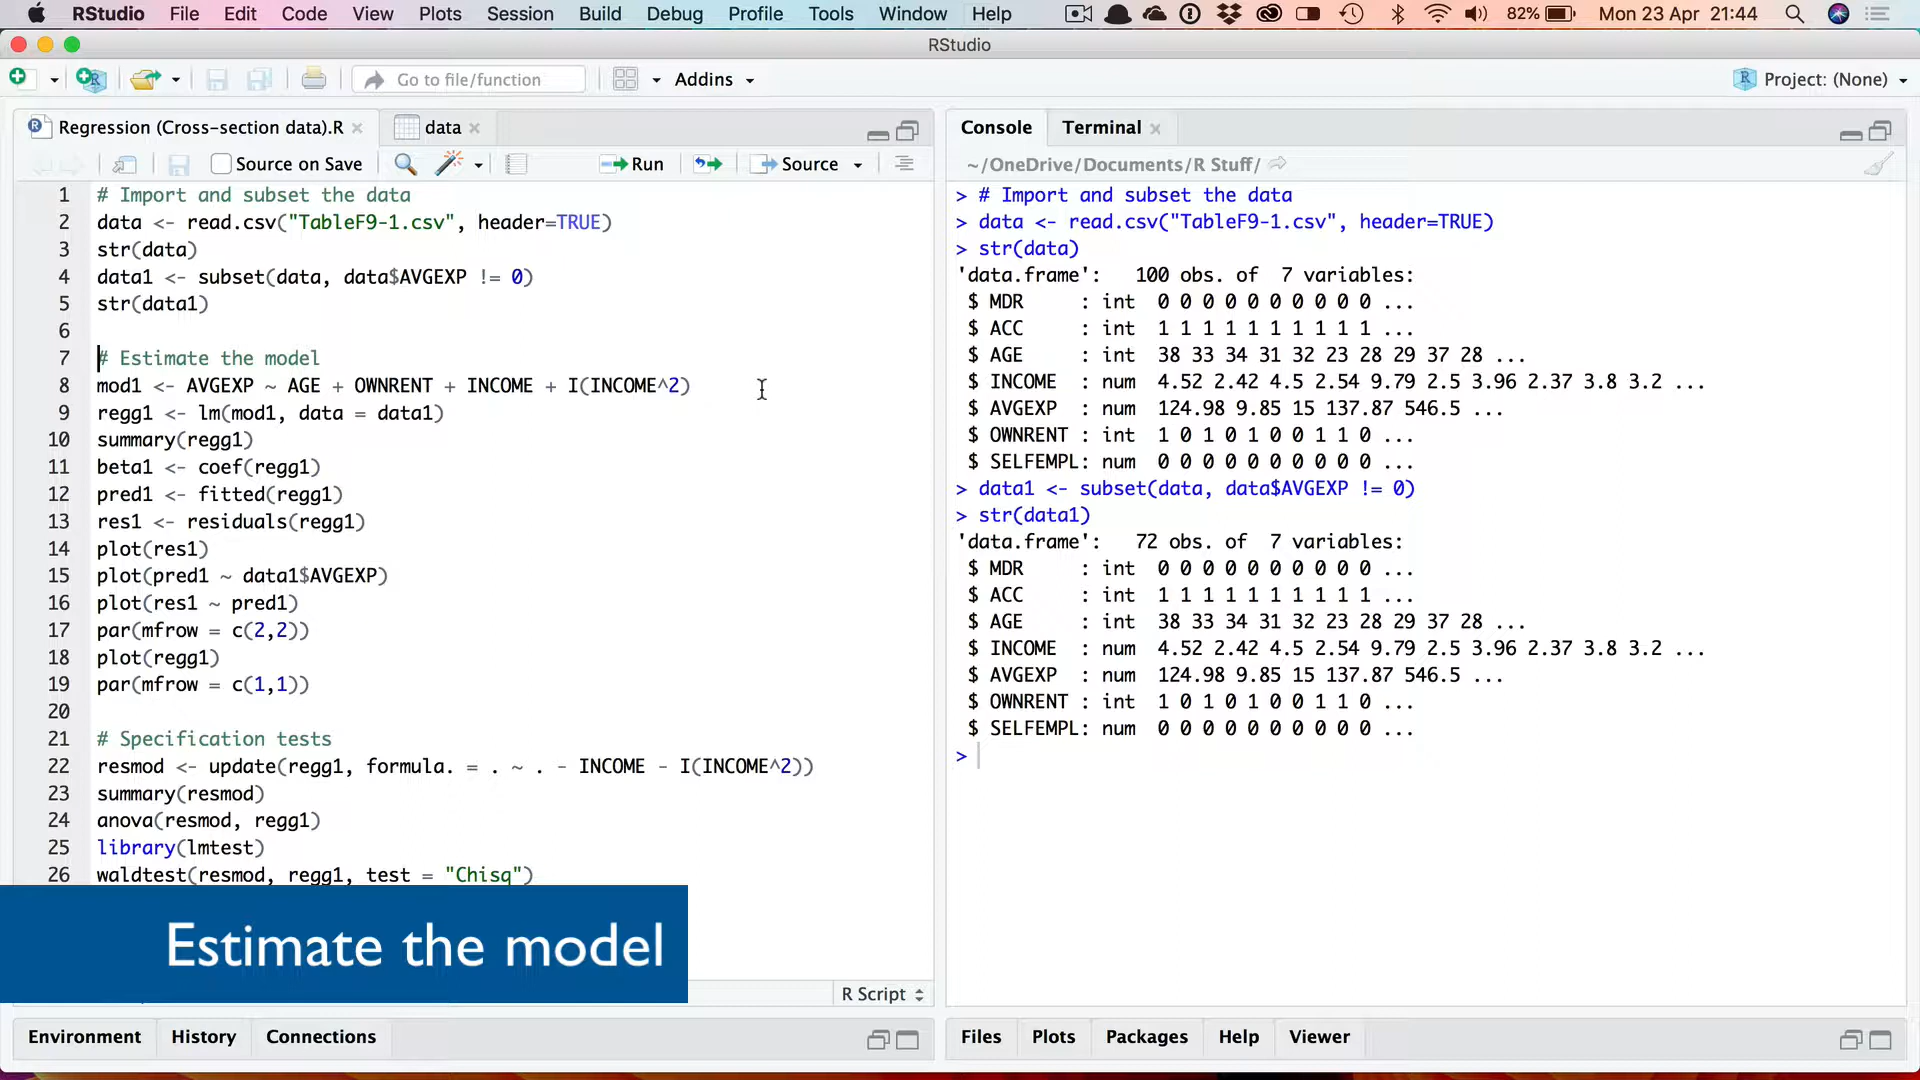 RStudio File Edit Code View Plots Session Build Debug Profile Tools Window Help 82% Mon 23 Apr 21:44
RStudio
Go to file/function Addins Project: (None)
Regression (Cross-section data).R data
Source on Save Run Source
1 # Import and subset the data
2 data <- read.csv("TableF9-1.csv", header=TRUE)
3 str(data)
4 data1 <- subset(data, data$AVGEXP != 0)
5 str(data1)
6
7 # Estimate the model
8 mod1 <- AVGEXP ~ AGE + OWNRENT + INCOME + I(INCOME^2)
9 regg1 <- lm(mod1, data = data1)
10 summary(regg1)
11 beta1 <- coef(regg1)
12 pred1 <- fitted(regg1)
13 res1 <- residuals(regg1)
14 plot(res1)
15 plot(pred1 ~ data1$AVGEXP)
16 plot(res1 ~ pred1)
17 par(mfrow = c(2,2))
18 plot(regg1)
19 par(mfrow = c(1,1))
20
21 # Specification tests
22 resmod <- update(regg1, formula. = . ~ . - INCOME - I(INCOME^2))
23 summary(resmod)
24 anova(resmod, regg1)
25 library(lmtest)
26 waldtest(resmod, regg1, test = "Chisq")
Estimate the model
R Script
Environment History Connections
Console Terminal
~/OneDrive/Documents/R Stuff/
> # Import and subset the data
> data <- read.csv("TableF9-1.csv", header=TRUE)
> str(data)
'data.frame': 100 obs. of 7 variables:
$ MDR : int 0 0 0 0 0 0 0 0 0 0 ...
$ ACC : int 1 1 1 1 1 1 1 1 1 1 ...
$ AGE : int 38 33 34 31 32 23 28 29 37 28 ...
$ INCOME : num 4.52 2.42 4.5 2.54 9.79 2.5 3.96 2.37 3.8 3.2 ...
$ AVGEXP : num 124.98 9.85 15 137.87 546.5 ...
$ OWNRENT : int 1 0 1 0 1 0 0 1 1 0 ...
$ SELFEMPL: num 0 0 0 0 0 0 0 0 0 0 ...
> data1 <- subset(data, data$AVGEXP != 0)
> str(data1)
'data.frame': 72 obs. of 7 variables:
$ MDR : int 0 0 0 0 0 0 0 0 0 0 ...
$ ACC : int 1 1 1 1 1 1 1 1 1 1 ...
$ AGE : int 38 33 34 31 32 23 28 29 37 28 ...
$ INCOME : num 4.52 2.42 4.5 2.54 9.79 2.5 3.96 2.37 3.8 3.2 ...
$ AVGEXP : num 124.98 9.85 15 137.87 546.5 ...
$ OWNRENT : int 1 0 1 0 1 0 0 1 1 0 ...
$ SELFEMPL: num 0 0 0 0 0 0 0 0 0 0 ...
>
Files Plots Packages Help Viewer